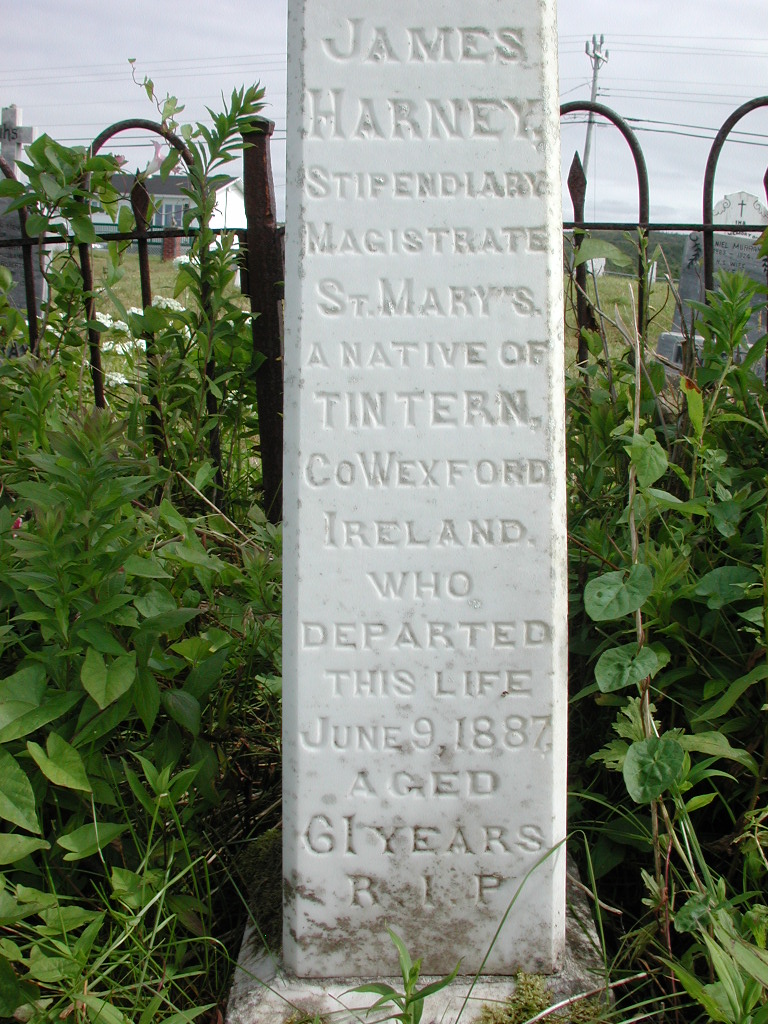 JAMES
HARNEY,
STIPENDIARY
MAGISTRATE
ST. MARY'S.
A NATIVE OF
TINTERN,
CO WEXFORD
IRELAND.
WHO
DEPARTED
THIS LIFE
JUNE 9, 1887,
AGED
61 YEARS
R. I. P